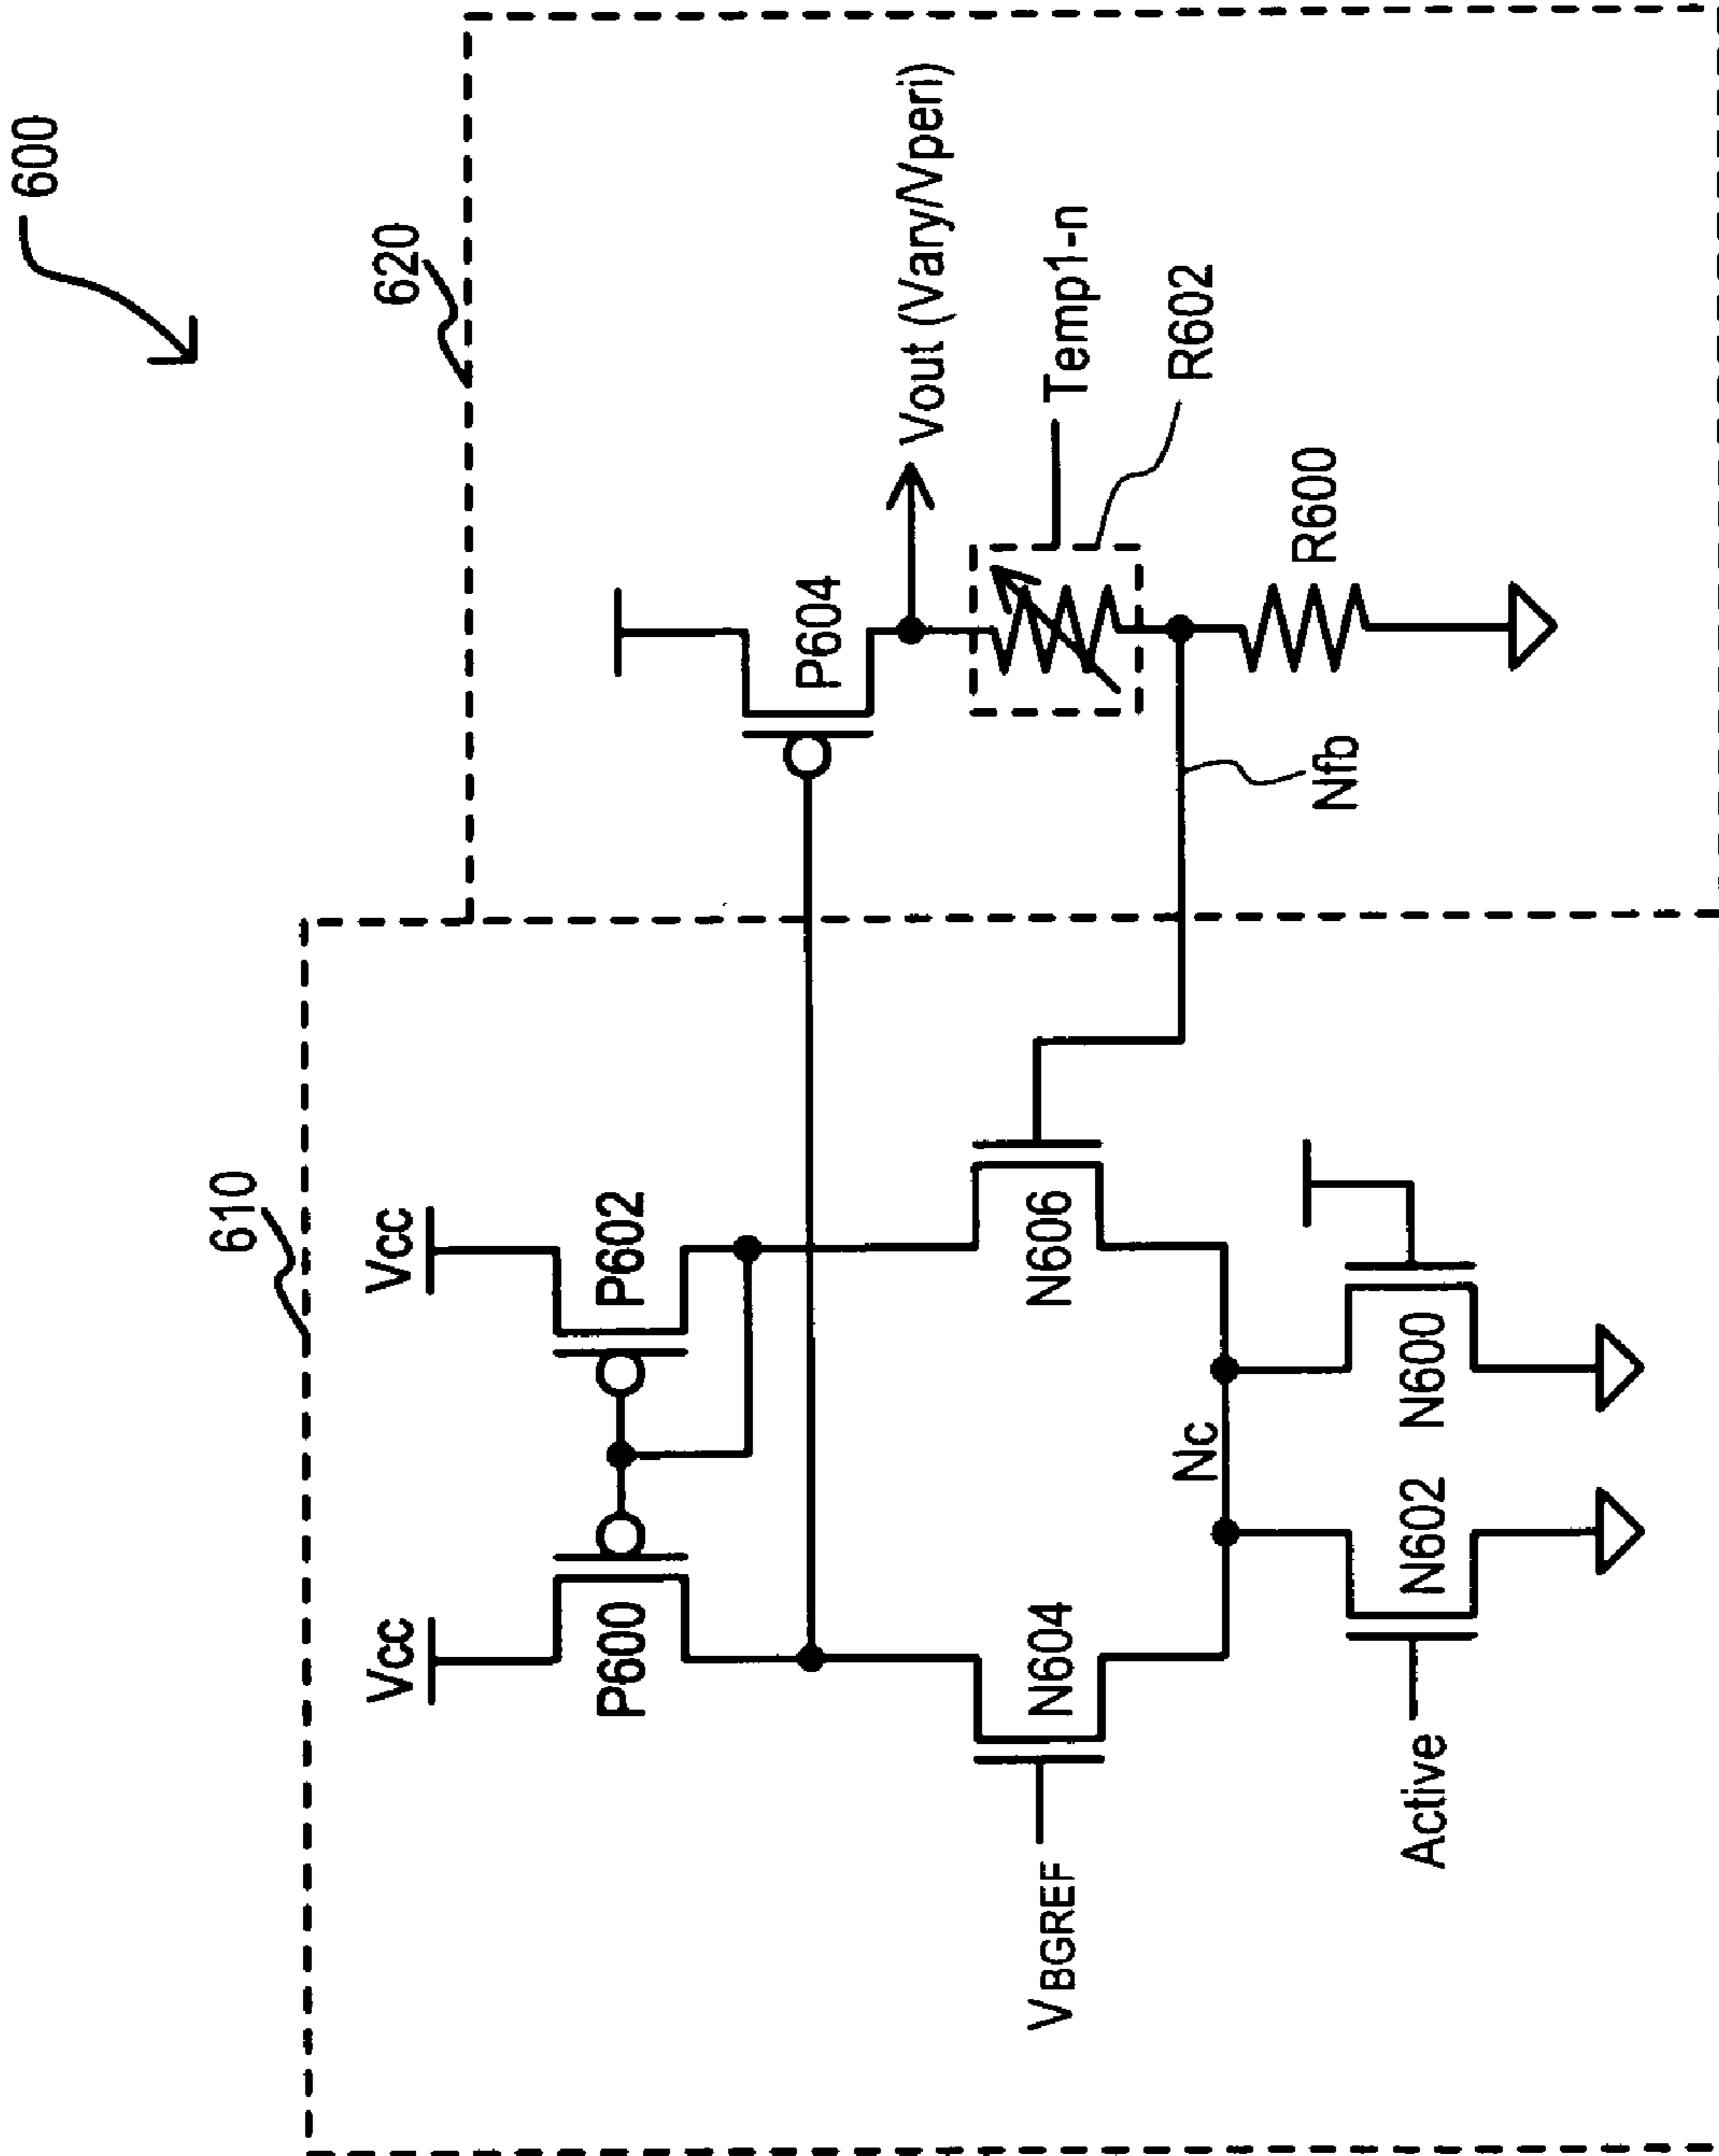 600
610
620
Vcc
Vcc
P600
P602
P604
Vout (Vary/Vperi)
VBGREF
N604
N606
Temp1-n
R602
Nc
Nfb
R600
Active
N602
N600